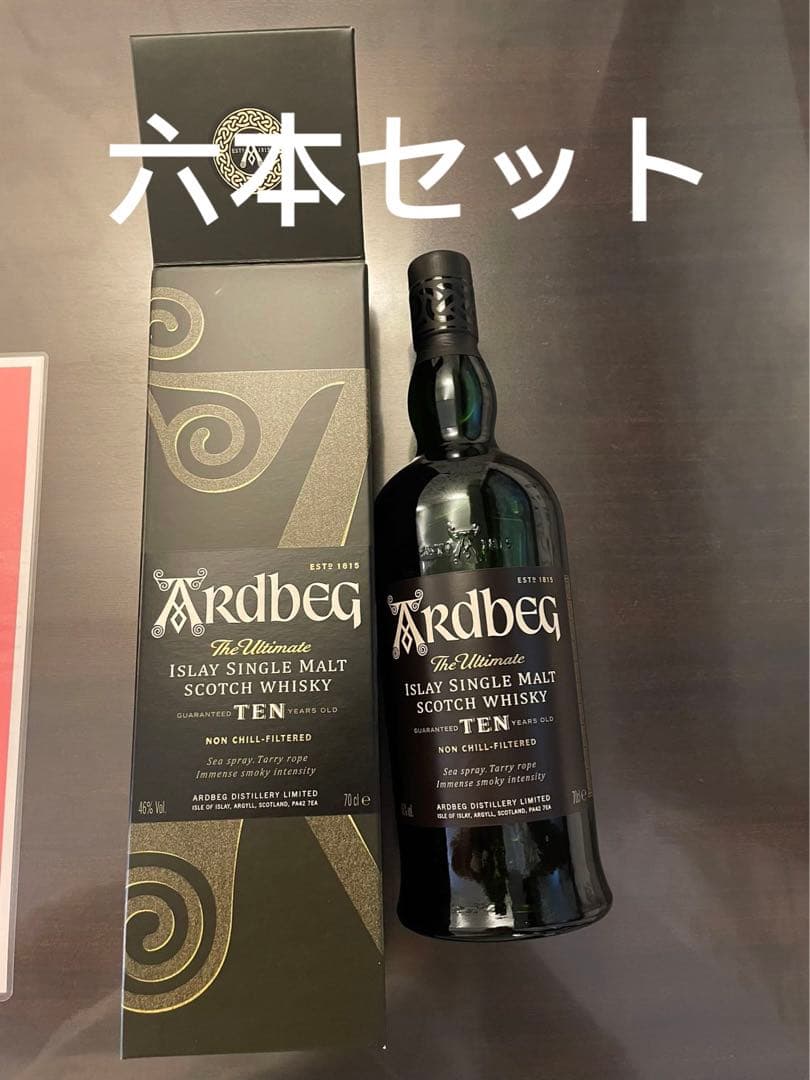 六本セット
ESTD 1815
ARdbEG
The Ultimate
ISLAY SINGLE MALT
SCOTCH WHISKY
GUARANTEED TEN YEARS OLD
NON CHILL-FILTERED
Sea spray. Tarry rope
Immense smoky intensity
ARDBEG DISTILLERY LIMITED
ISLE OF ISLAY, ARGYLL, SCOTLAND, PA42 7EA
46% Vol.
70 cl e
ESTD 1815
ARdbEG
The Ultimate
ISLAY SINGLE MALT
SCOTCH WHISKY
GUARANTEED TEN YEARS OLD
NON CHILL-FILTERED
Sea spray. Tarry rope
Immense smoky intensity
ARDBEG DISTILLERY LIMITED
ISLE OF ISLAY, ARGYLL, SCOTLAND, PA42 7EA
70cl e